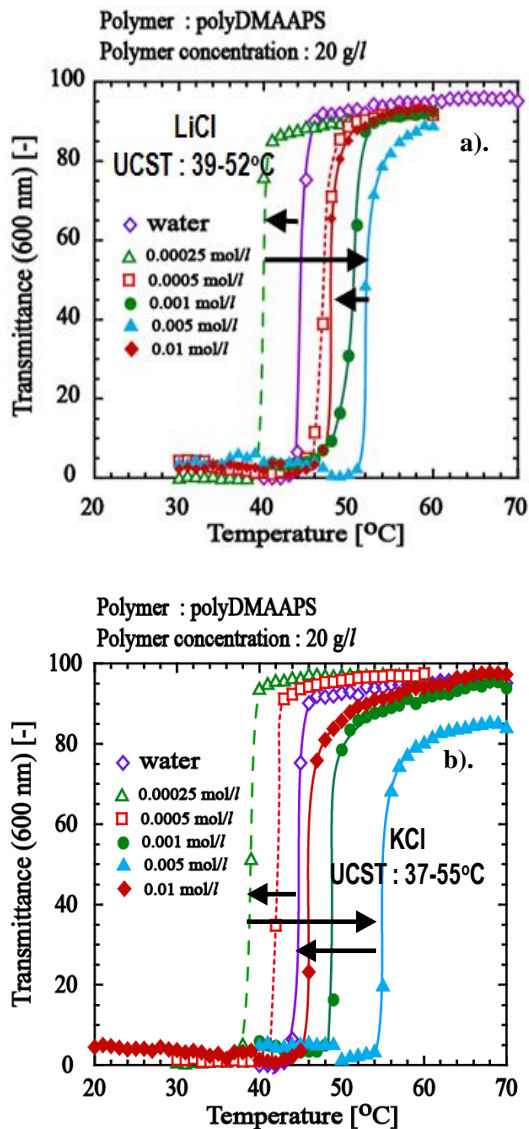 Polymer : polyDMAAPS
Polymer concentration : 20 g/l
100
80
60
40
20
0
Transmittance (600 nm) [-]
LiCl
UCST : 39-52°C
a).
water
0.00025 mol/l
0.0005 mol/l
0.001 mol/l
0.005 mol/l
0.01 mol/l
20 30 40 50 60 70
Temperature [°C]
Polymer : polyDMAAPS
Polymer concentration : 20 g/l
100
80
60
40
20
0
Transmittance (600 nm) [-]
b).
water
0.00025 mol/l
0.0005 mol/l
0.001 mol/l
0.005 mol/l
0.01 mol/l
KCl
UCST : 37-55°C
20 30 40 50 60 70
Temperature [°C]